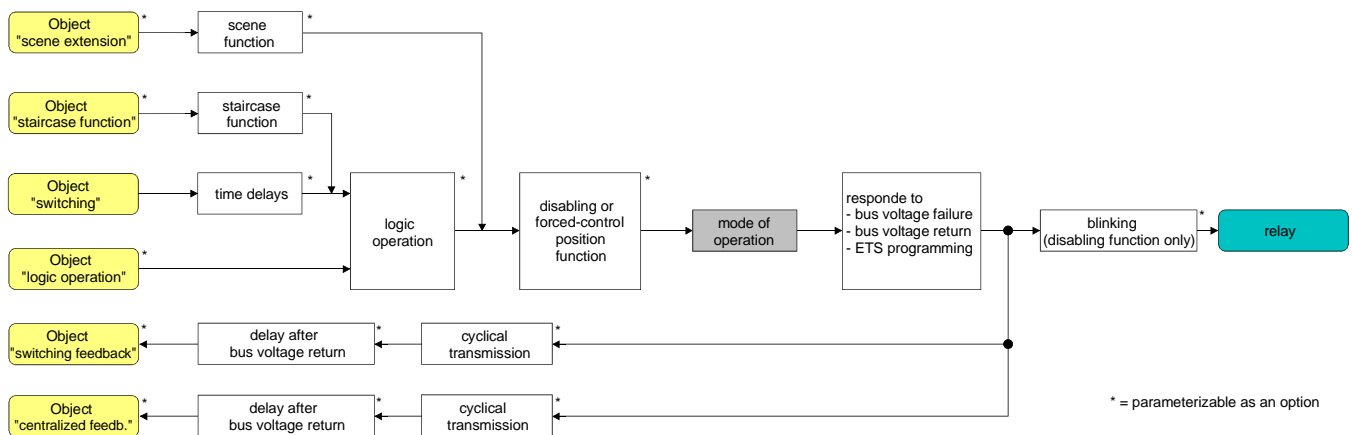 Object
"scene extension"
*
scene
function
*
Object
"staircase function"
*
staircase
function
*
Object
"switching"
time delays
*
logic
operation
*
disabling or
forced-control
position
function
*
mode of
operation
responde to
- bus voltage failure
- bus voltage return
- ETS programming
blinking
(disabling function only)
*
relay
Object
"logic operation"
*
Object
"switching feedback"
*
delay after
bus voltage return
*
cyclical
transmission
*
Object
"centralized feedb."
*
delay after
bus voltage return
*
cyclical
transmission
*
* = parameterizable as an option